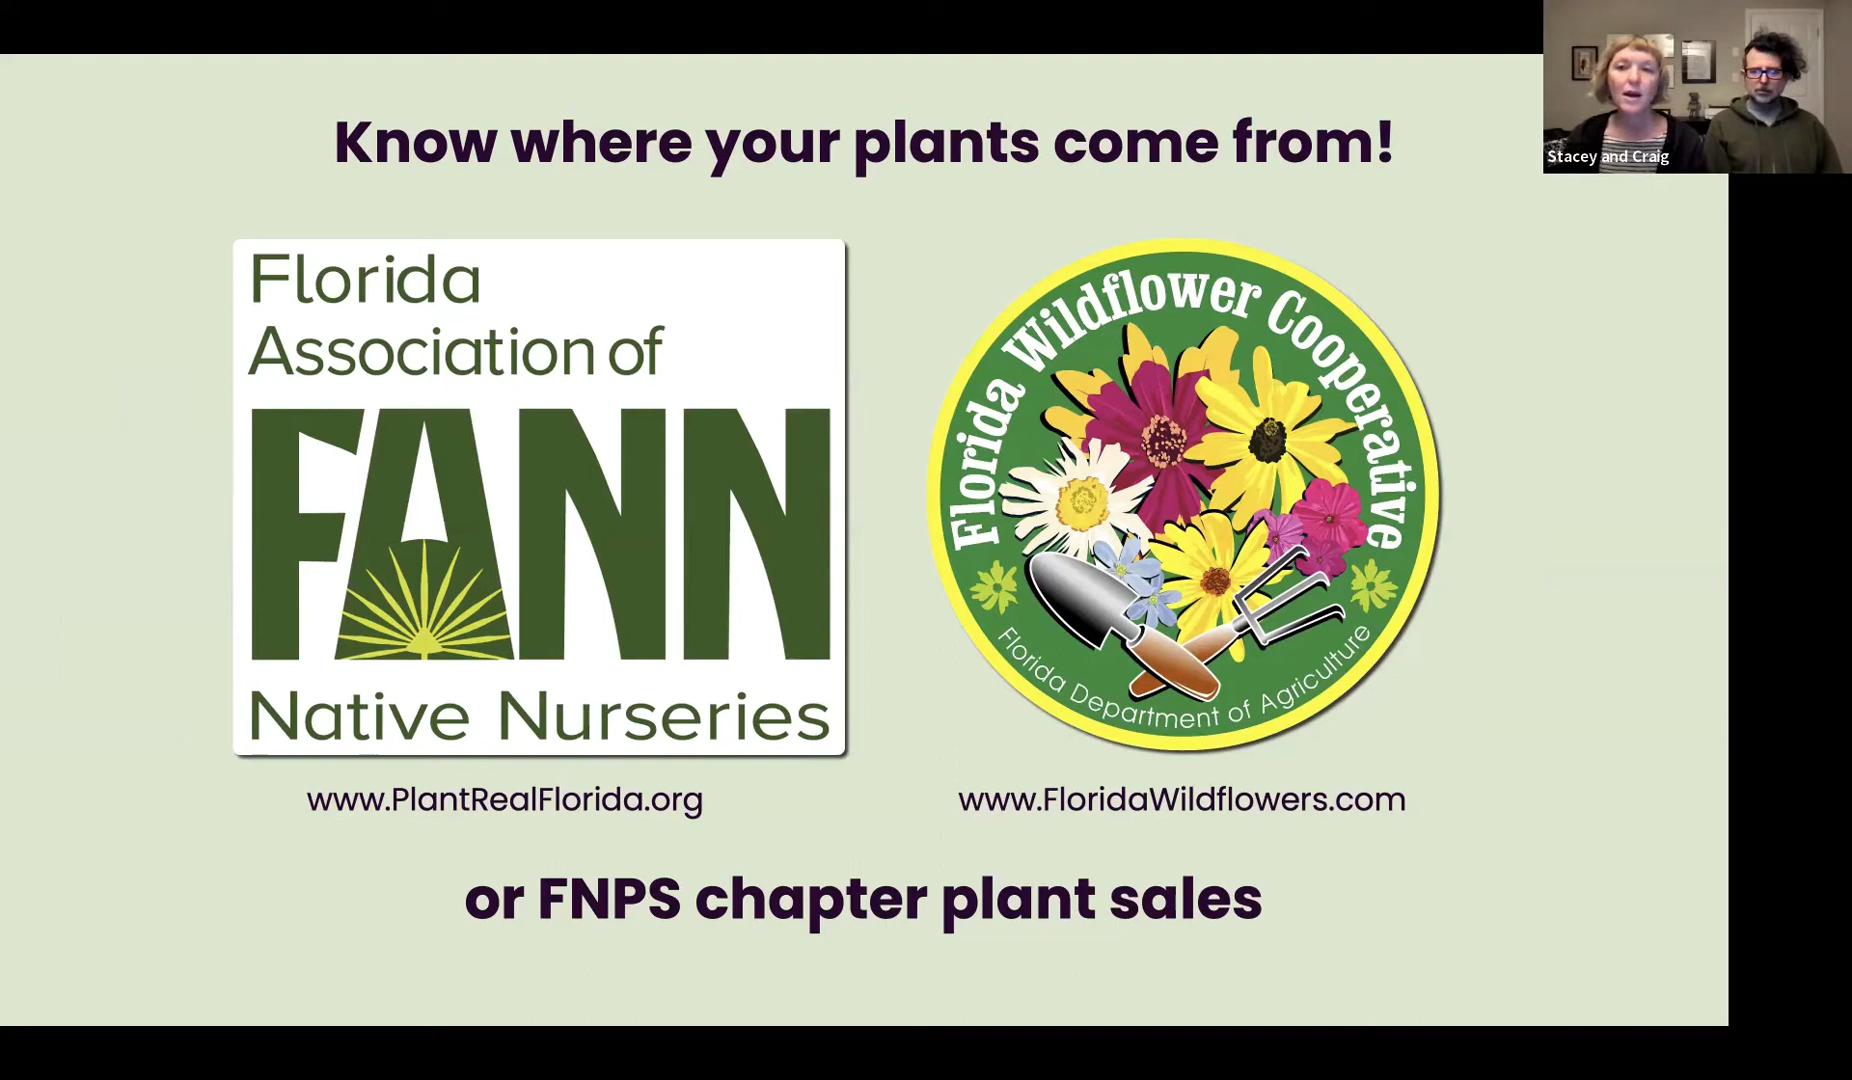 Know where your plants come from!
Stacey and Craig
Florida
Association of
FANN
Native Nurseries
www.PlantRealFlorida.org
Florida Wildflower Cooperative
Florida Department of Agriculture
www.FloridaWildflowers.com
or FNPS chapter plant sales